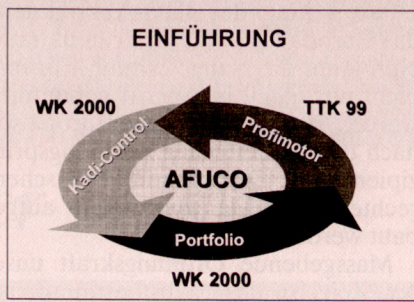 EINFÜHRUNG
WK 2000
TTK 99
Kadi-Control
Profimotor
AFUCO
Portfolio
WK 2000